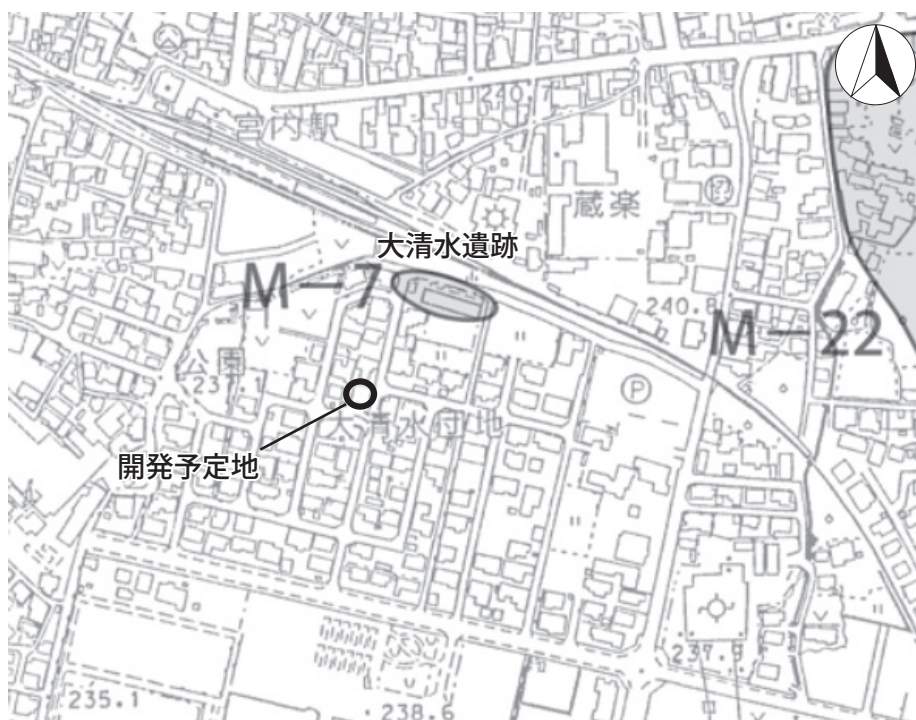 240.7
宮内駅
蔵楽
大清水遺跡
M−7
240.8
M−22
公園
237.1
大清水団地
開発予定地
P
237.9
235.1
238.6